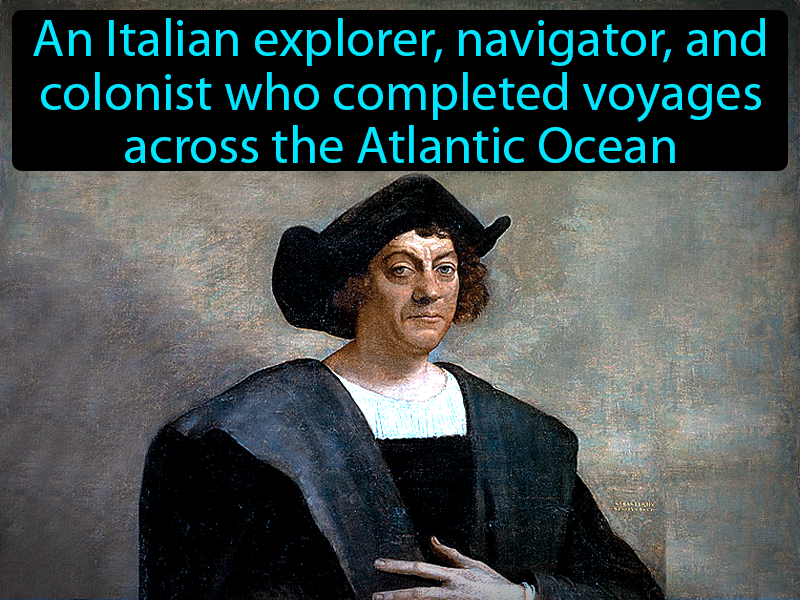 An Italian explorer, navigator, and
colonist who completed voyages
across the Atlantic Ocean